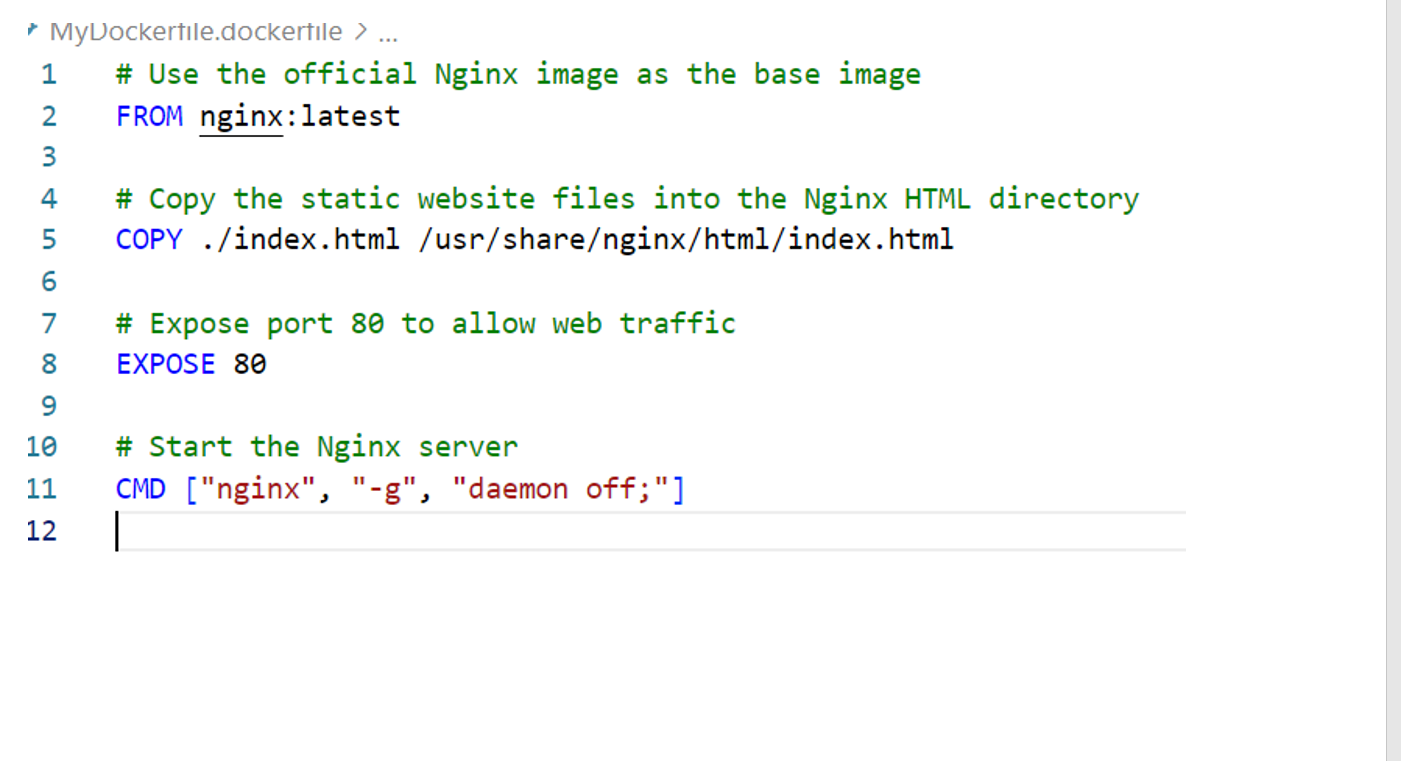 MyDockerfile.dockerfile > ...
1 # Use the official Nginx image as the base image
2 FROM nginx:latest
3
4 # Copy the static website files into the Nginx HTML directory
5 COPY ./index.html /usr/share/nginx/html/index.html
6
7 # Expose port 80 to allow web traffic
8 EXPOSE 80
9
10 # Start the Nginx server
11 CMD ["nginx", "-g", "daemon off;"]
12